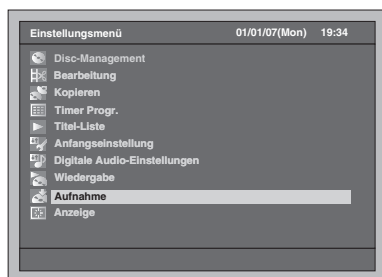 Einstellungsmenü 01/01/07(Mon) 19:34
Disc-Management
Bearbeitung
Kopieren
Timer Progr.
Titel-Liste
Anfangseinstellung
Digitale Audio-Einstellungen
Wiedergabe
Aufnahme
Anzeige